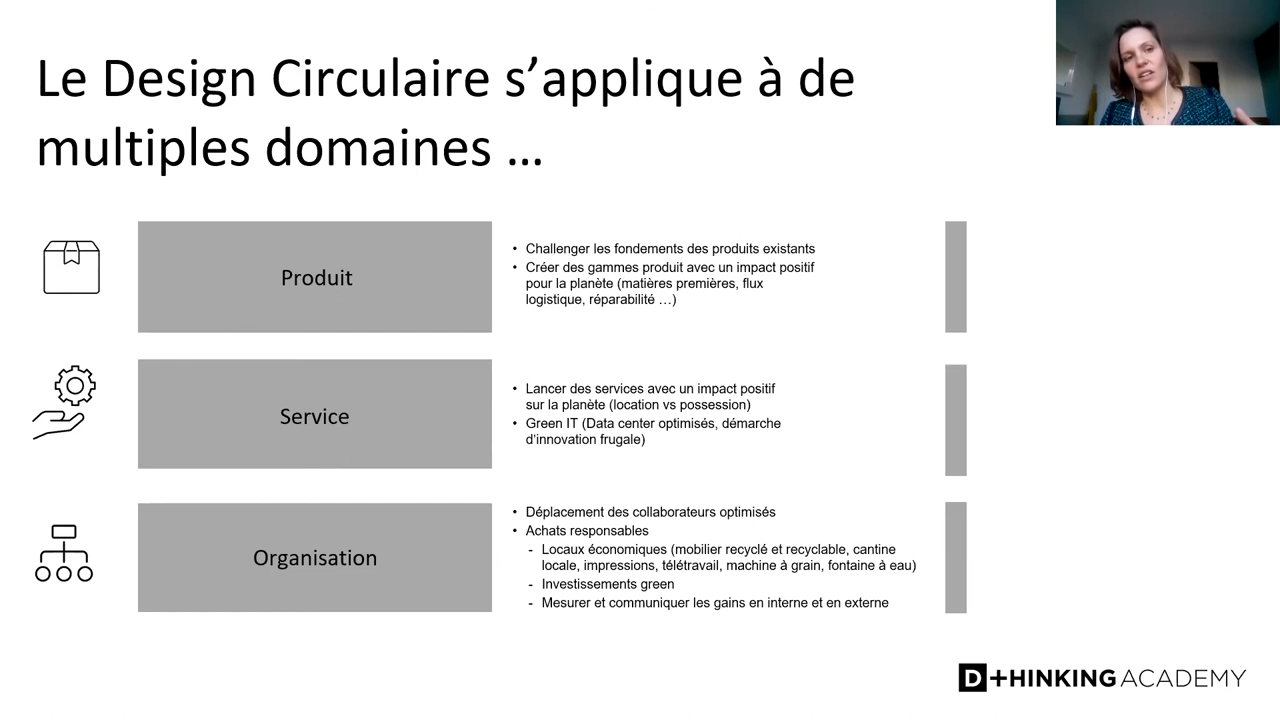 Le Design Circulaire s’applique à de
multiples domaines …
Produit
• Challenger les fondements des produits existants
• Créer des gammes produit avec un impact positif
pour la planète (matières premières, flux
logistique, réparabilité …)
Service
• Lancer des services avec un impact positif
sur la planète (location vs possession)
• Green IT (Data center optimisés, démarche
d’innovation frugale)
Organisation
• Déplacement des collaborateurs optimisés
• Achats responsables
- Locaux économiques (mobilier recyclé et recyclable, cantine
locale, impressions, télétravail, machine à grain, fontaine à eau)
- Investissements green
- Mesurer et communiquer les gains en interne et en externe
D+HINKING ACADEMY